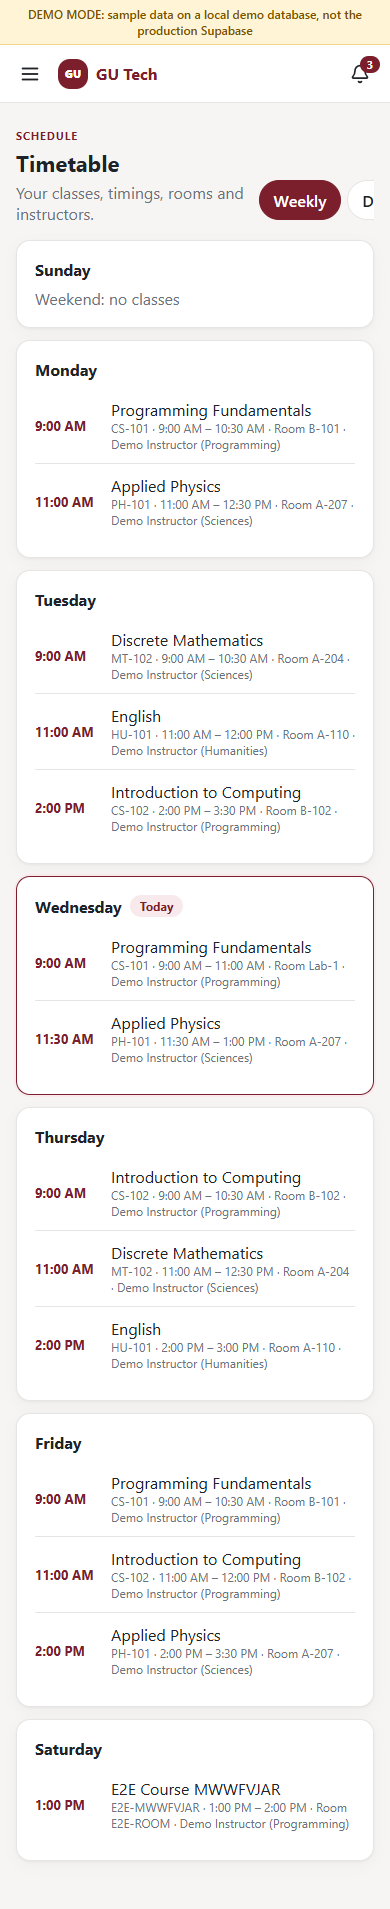 DEMO MODE: sample data on a local demo database, not the
production Supabase
GU
GU Tech
3
SCHEDULE
Timetable
Your classes, timings, rooms and
instructors.
Weekly
D
Sunday
Weekend: no classes
Monday
9:00 AM
Programming Fundamentals
CS-101 · 9:00 AM – 10:30 AM · Room B-101 ·
Demo Instructor (Programming)
11:00 AM
Applied Physics
PH-101 · 11:00 AM – 12:30 PM · Room A-207 ·
Demo Instructor (Sciences)
Tuesday
9:00 AM
Discrete Mathematics
MT-102 · 9:00 AM – 10:30 AM · Room A-204 ·
Demo Instructor (Sciences)
11:00 AM
English
HU-101 · 11:00 AM – 12:00 PM · Room A-110 ·
Demo Instructor (Humanities)
2:00 PM
Introduction to Computing
CS-102 · 2:00 PM – 3:30 PM · Room B-102 ·
Demo Instructor (Programming)
Wednesday Today
9:00 AM
Programming Fundamentals
CS-101 · 9:00 AM – 11:00 AM · Room Lab-1 ·
Demo Instructor (Programming)
11:30 AM
Applied Physics
PH-101 · 11:30 AM – 1:00 PM · Room A-207 ·
Demo Instructor (Sciences)
Thursday
9:00 AM
Introduction to Computing
CS-102 · 9:00 AM – 10:30 AM · Room B-102 ·
Demo Instructor (Programming)
11:00 AM
Discrete Mathematics
MT-102 · 11:00 AM – 12:30 PM · Room A-204
· Demo Instructor (Sciences)
2:00 PM
English
HU-101 · 2:00 PM – 3:00 PM · Room A-110 ·
Demo Instructor (Humanities)
Friday
9:00 AM
Programming Fundamentals
CS-101 · 9:00 AM – 10:30 AM · Room B-101 ·
Demo Instructor (Programming)
11:00 AM
Introduction to Computing
CS-102 · 11:00 AM – 12:00 PM · Room B-102 ·
Demo Instructor (Programming)
2:00 PM
Applied Physics
PH-101 · 2:00 PM – 3:30 PM · Room A-207 ·
Demo Instructor (Sciences)
Saturday
1:00 PM
E2E Course MWWFVJAR
E2E-MWWFVJAR · 1:00 PM – 2:00 PM · Room
E2E-ROOM · Demo Instructor (Programming)